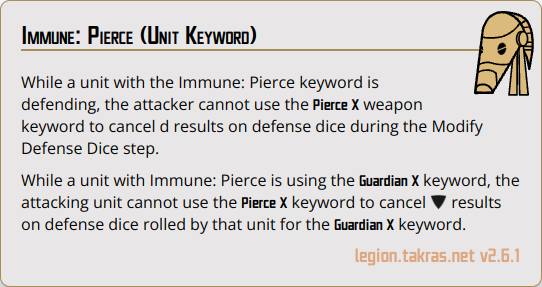 Immune: Pierce (Unit Keyword)
While a unit with the Immune: Pierce keyword is
defending, the attacker cannot use the Pierce X weapon
keyword to cancel d results on defense dice during the Modify
Defense Dice step.
While a unit with Immune: Pierce is using the Guardian X keyword, the
attacking unit cannot use the Pierce X keyword to cancel results
on defense dice rolled by that unit for the Guardian X keyword.
legion.takras.net v2.6.1